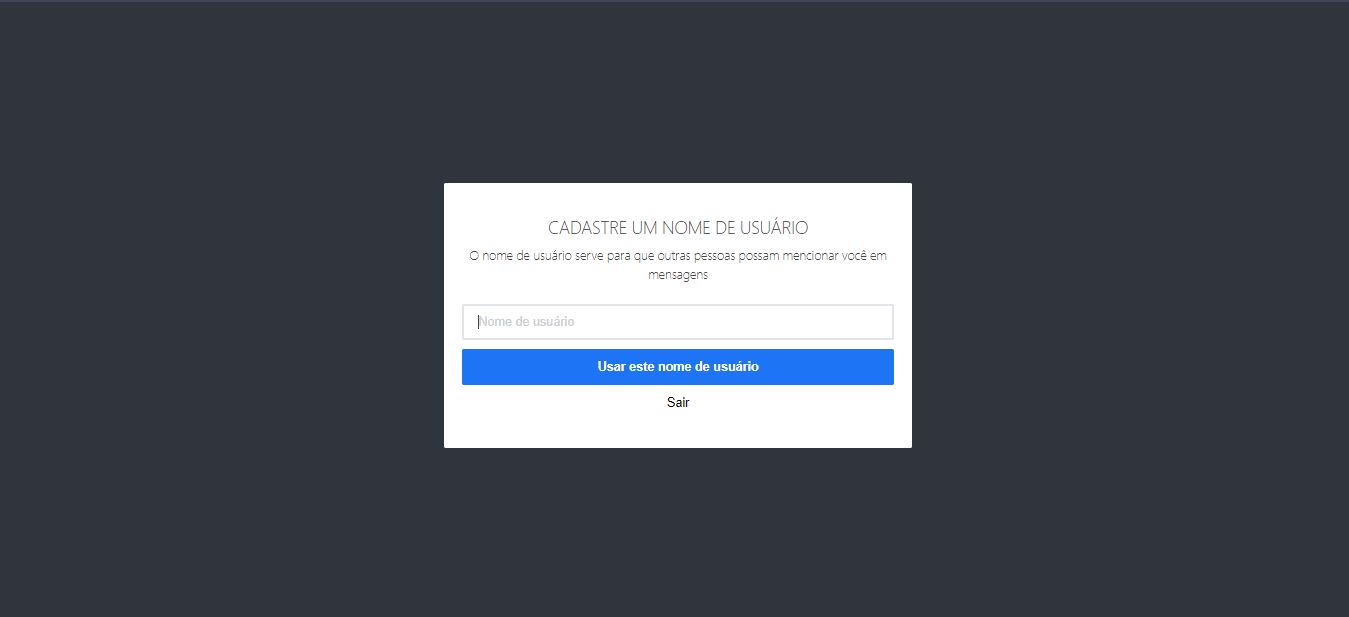 CADASTRE UM NOME DE USUÁRIO
O nome de usuário serve para que outras pessoas possam mencionar você em
mensagens
Nome de usuário
Usar este nome de usuário
Sair